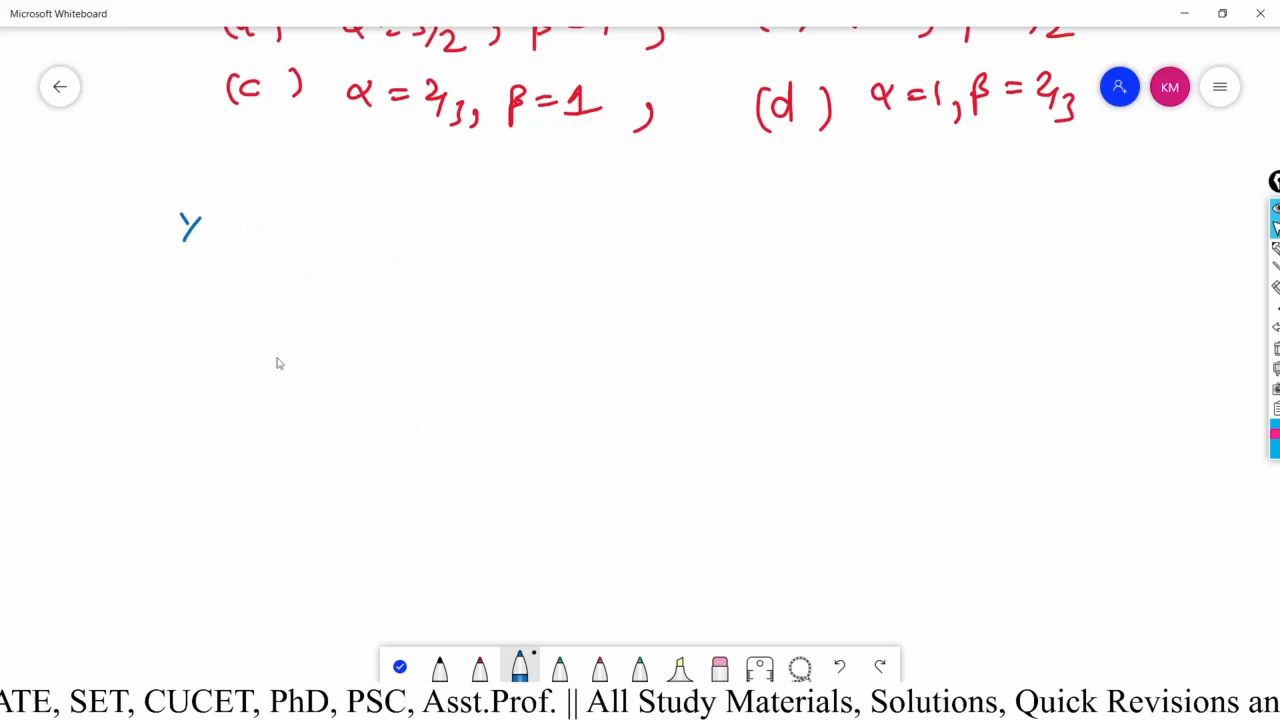 Microsoft Whiteboard
(c) α = 2/3, β = 1, (d) α = 1, β = 2/3
KM
Y
ATE, SET, CUCET, PhD, PSC, Asst.Prof. || All Study Materials, Solutions, Quick Revisions an